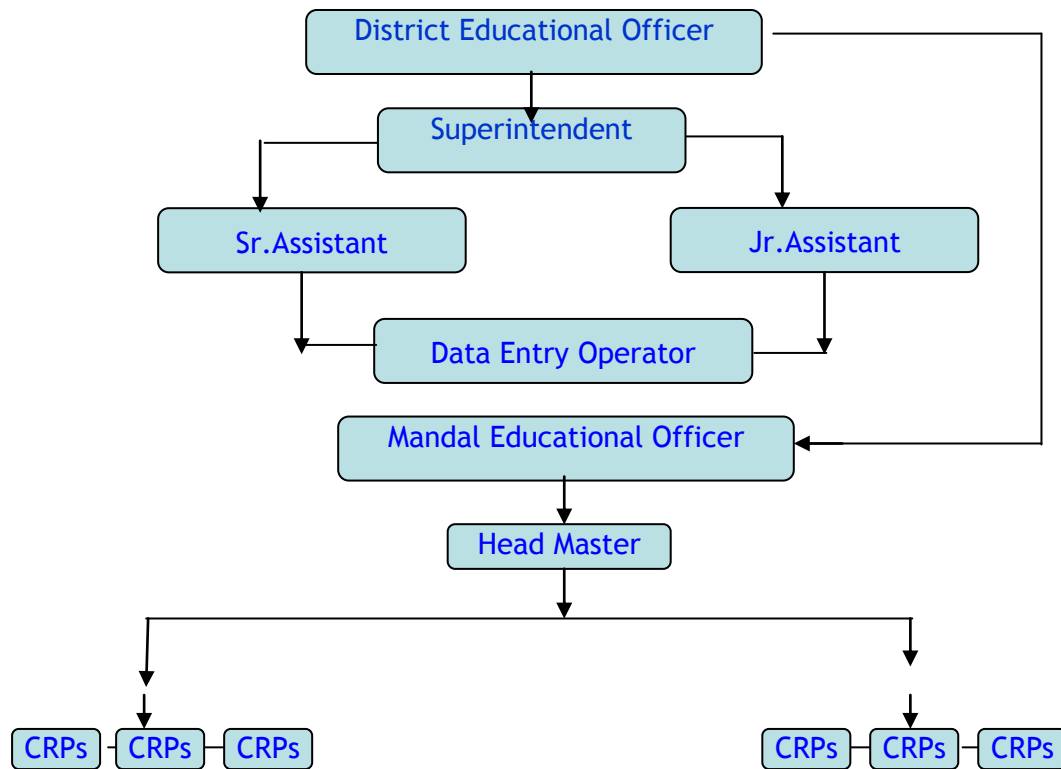 District Educational Officer
Superintendent
Sr.Assistant
Jr.Assistant
Data Entry Operator
Mandal Educational Officer
Head Master
CRPs
CRPs
CRPs
CRPs
CRPs
CRPs